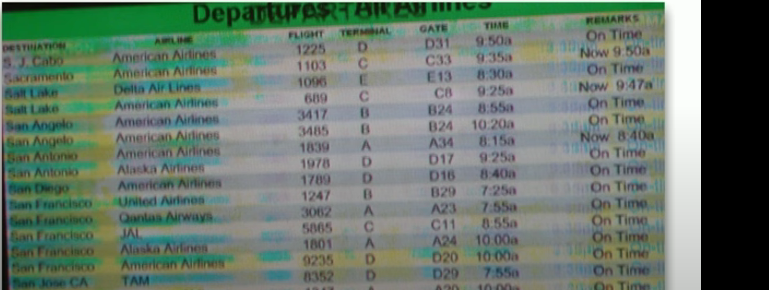 Departures - All Airlines
DESTINATION AIRLINE FLIGHT TERMINAL GATE TIME REMARKS
S. J. Cabo American Airlines 1225 D D31 9:50a On Time
Sacramento American Airlines 1103 C C33 9:35a Now 9:50a
Salt Lake Delta Air Lines 1096 E E13 8:30a On Time
Salt Lake American Airlines 689 C C8 9:25a Now 9:47a
San Angelo American Airlines 3417 B B24 8:55a On Time
San Angelo American Airlines 3485 B B24 10:20a On Time
San Antonio American Airlines 1839 A A34 8:15a Now 8:40a
San Antonio Alaska Airlines 1978 D D17 9:25a On Time
San Diego American Airlines 1789 D D16 8:40a On Time
San Francisco United Airlines 1247 B B29 7:25a On Time
San Francisco Qantas Airways 3062 A A23 7:55a On Time
San Francisco JAL 5865 C C11 8:55a On Time
San Francisco Alaska Airlines 1801 A A24 10:00a On Time
San Francisco American Airlines 9235 D D20 10:00a On Time
San Jose CA TAM 8352 D D29 7:55a On Time
10:00a On Time